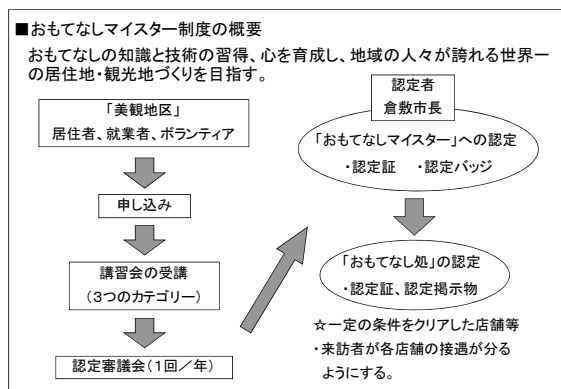 ■おもてなしマイスター制度の概要
おもてなしの知識と技術の習得、心を育成し、地域の人々が誇れる世界一
の居住地・観光地づくりを目指す。
「美観地区」
居住者、就業者、ボランティア
申し込み
講習会の受講
（3つのカテゴリー）
認定審議会（1回／年）
認定者
倉敷市長
「おもてなしマイスター」への認定
・認定証　・認定バッジ
「おもてなし処」の認定
・認定証、認定掲示物
☆一定の条件をクリアした店舗等
・来訪者が各店舗の接遇が分る
ようにする。